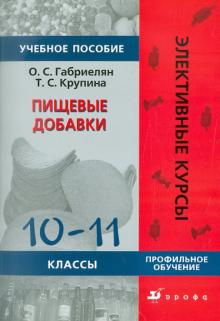 УЧЕБНОЕ ПОСОБИЕ
О. С. Габриелян
Т. С. Крупина
ПИЩЕВЫЕ
ДОБАВКИ
10-11
КЛАССЫ
ЭЛЕКТИВНЫЕ КУРСЫ
ПРОФИЛЬНОЕ
ОБУЧЕНИЕ
дрофа